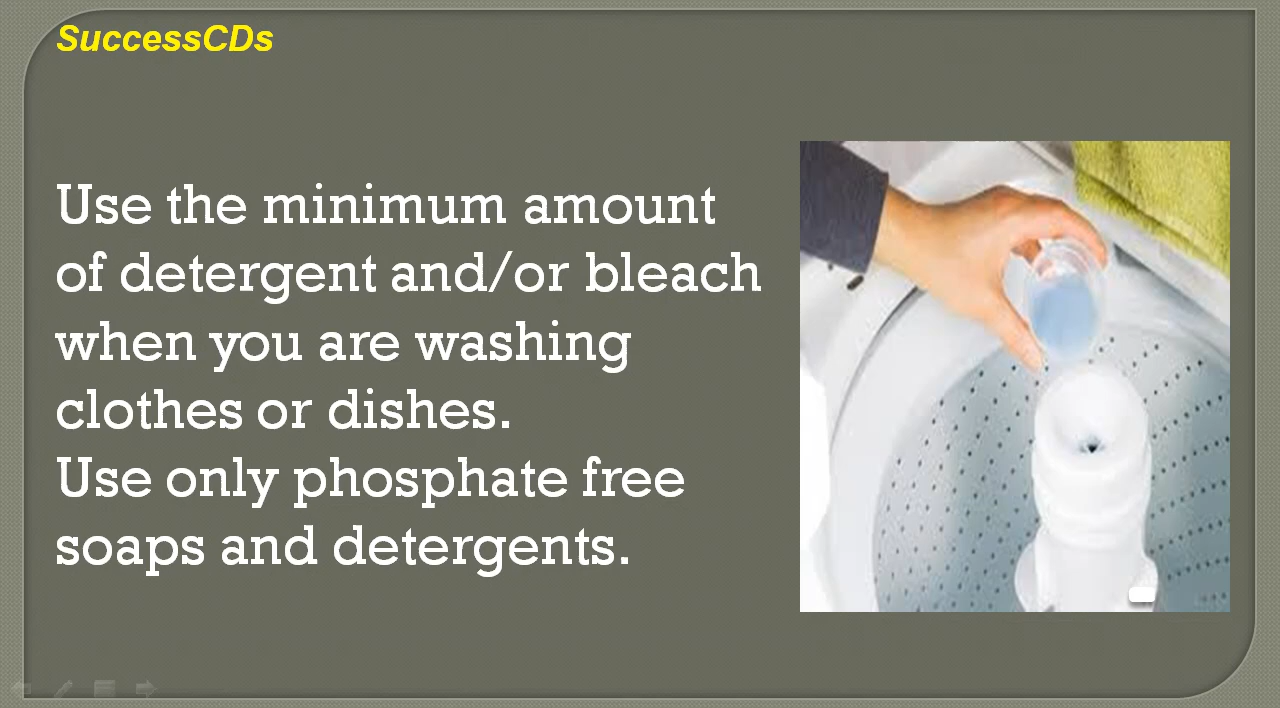 SuccessCDs
Use the minimum amount
of detergent and/or bleach
when you are washing
clothes or dishes.
Use only phosphate free
soaps and detergents.